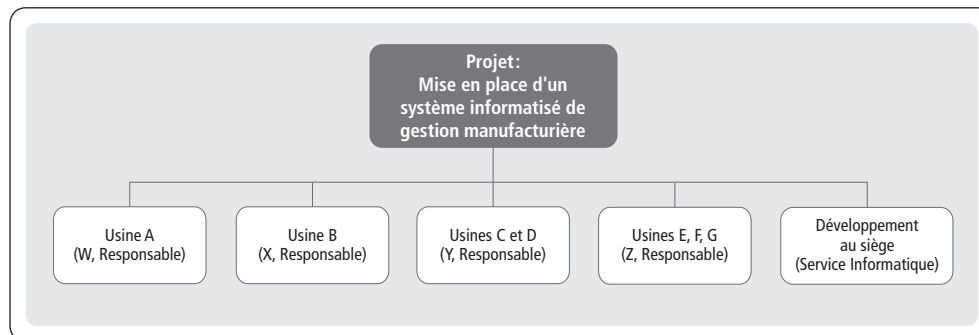 Projet:
Mise en place d'un
système informatisé de
gestion manufacturière
Usine A
(W, Responsable)
Usine B
(X, Responsable)
Usines C et D
(Y, Responsable)
Usines E, F, G
(Z, Responsable)
Développement
au siège
(Service Informatique)